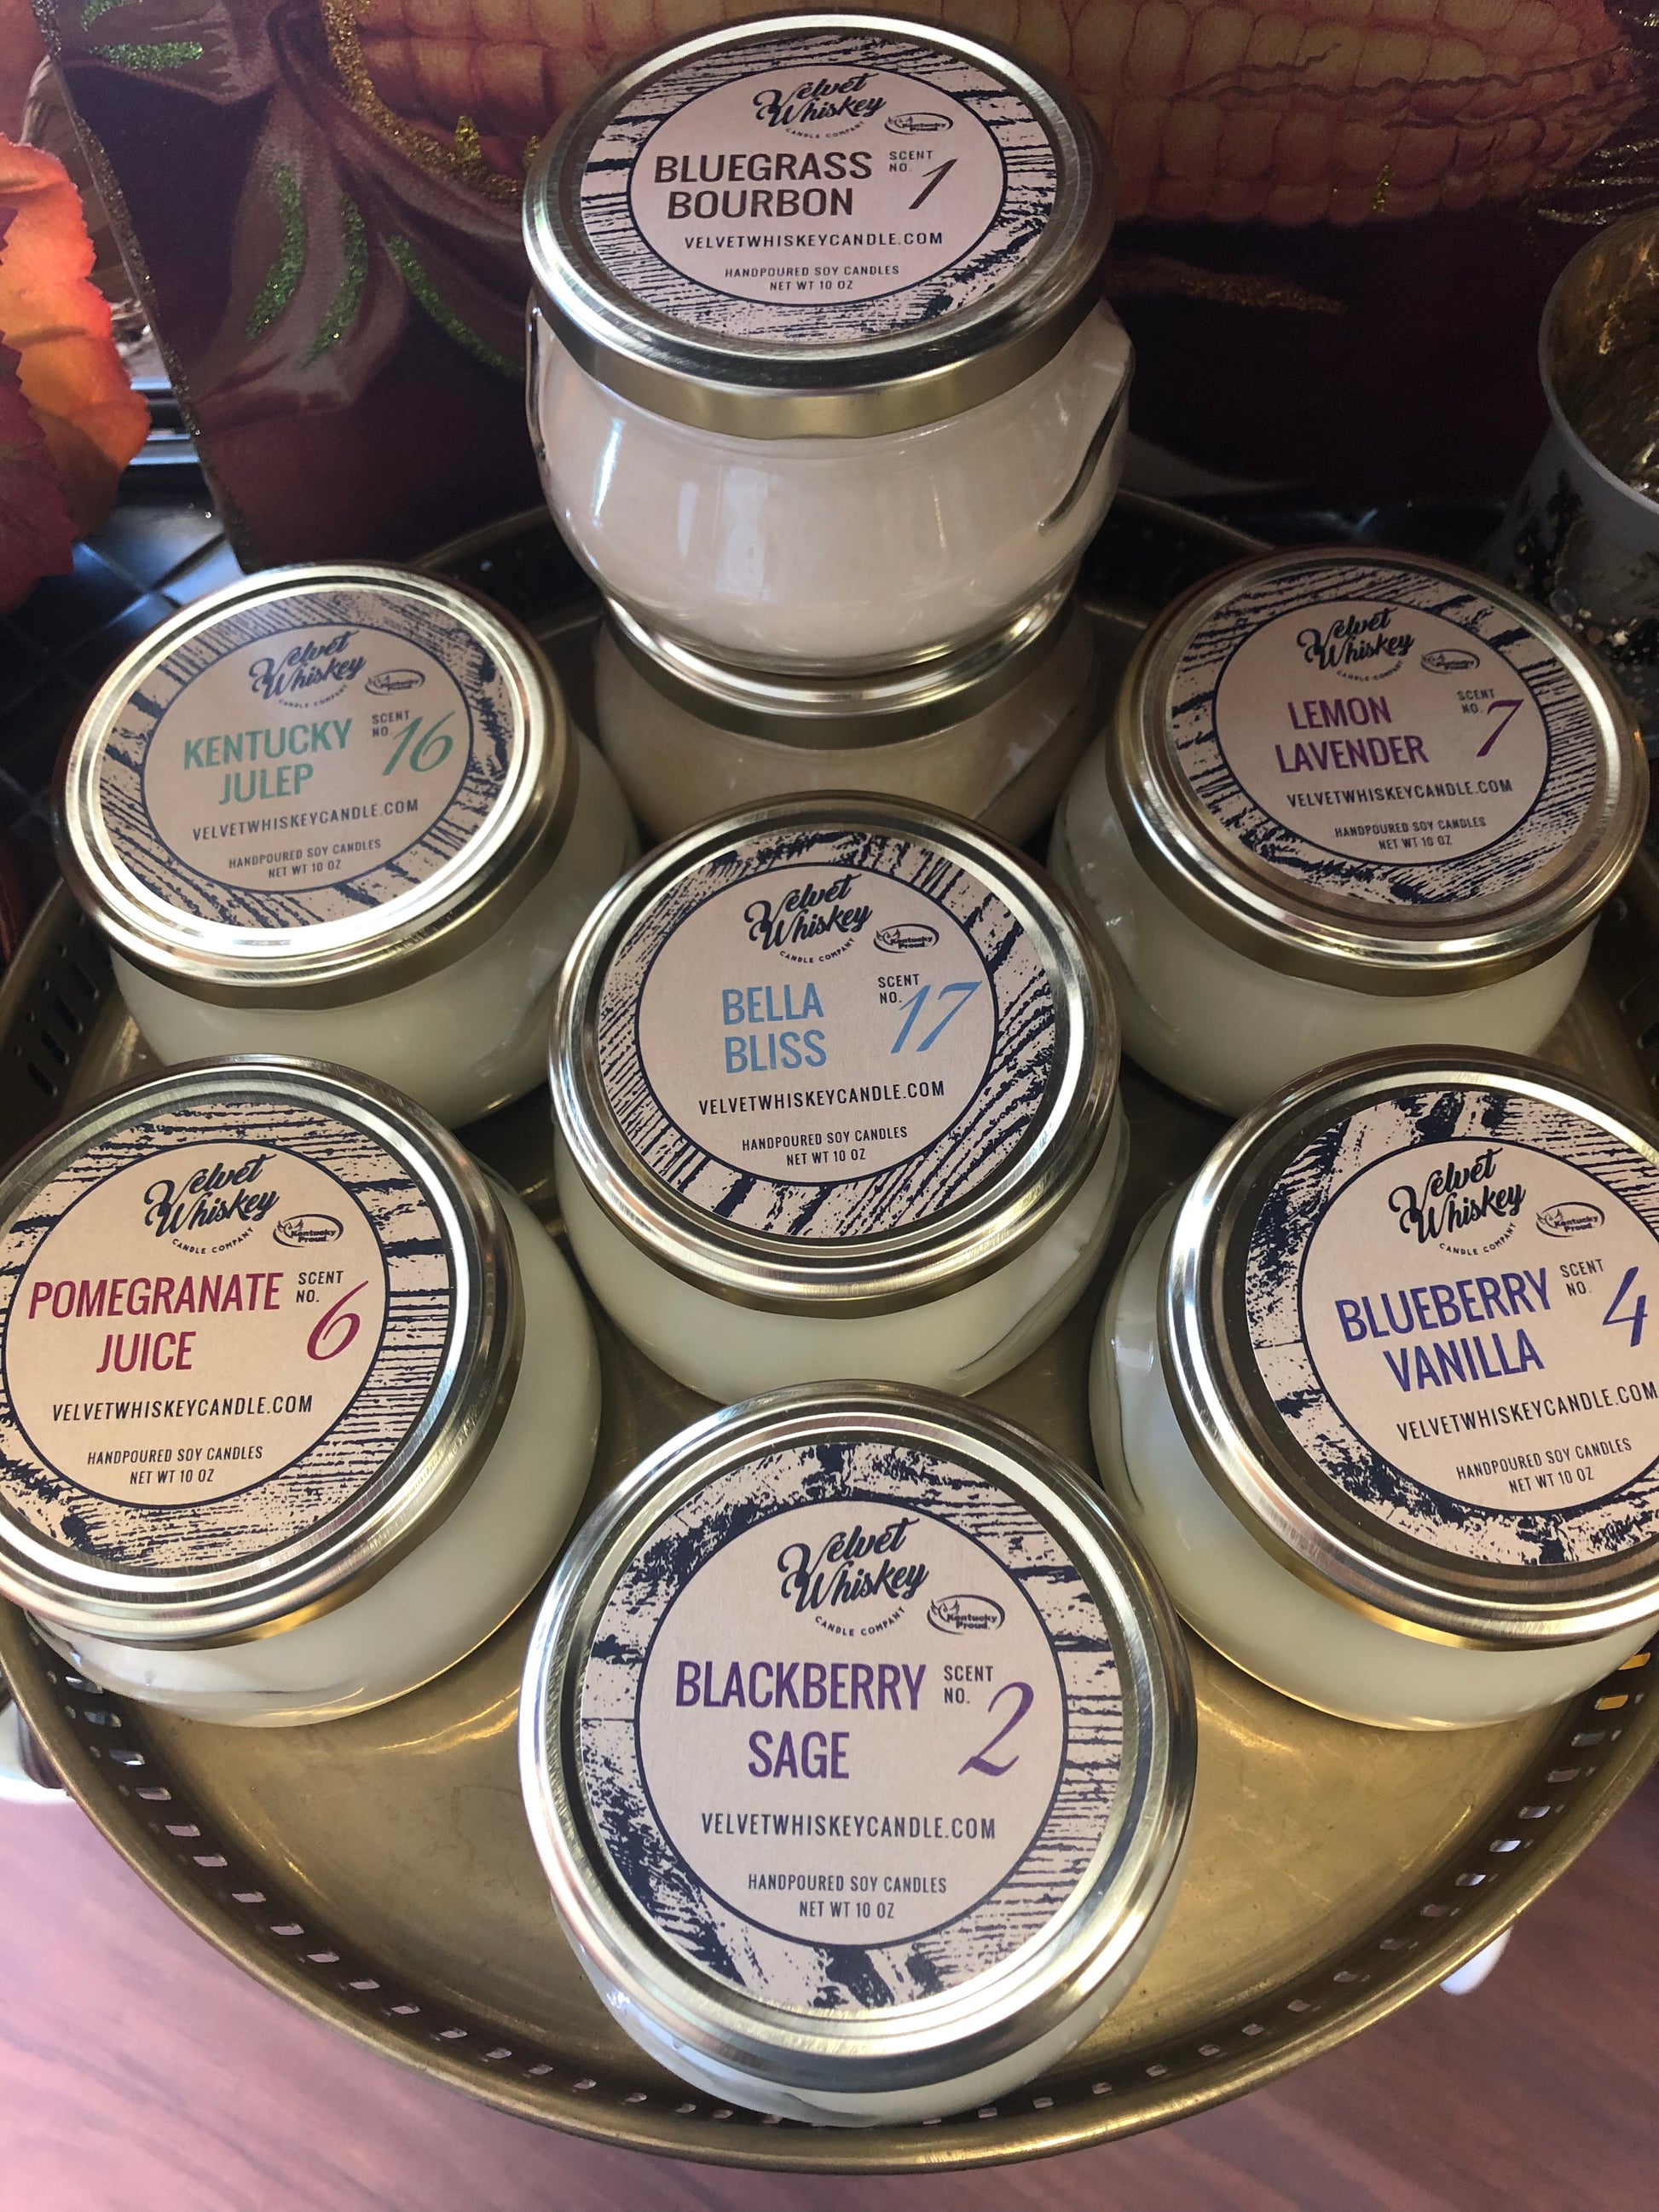 Velvet
Whiskey
CANDLE COMPANY
BLUEGRASS
BOURBON
SCENT
NO. 1
VELVETWHISKEYCANDLE.COM
HANDPOURED SOY CANDLES
NET WT 10 OZ
Velvet
Whiskey
CANDLE COMPANY
KENTUCKY
JULEP
SCENT
NO. 16
VELVETWHISKEYCANDLE.COM
HANDPOURED SOY CANDLES
NET WT 10 OZ
Velvet
Whiskey
CANDLE COMPANY
LEMON
LAVENDER
SCENT
NO. 7
VELVETWHISKEYCANDLE.COM
HANDPOURED SOY CANDLES
NET WT 10 OZ
Velvet
Whiskey
CANDLE COMPANY
Kentucky
Proud
BELLA
BLISS
SCENT
NO. 17
VELVETWHISKEYCANDLE.COM
HANDPOURED SOY CANDLES
NET WT 10 OZ
Velvet
Whiskey
CANDLE COMPANY
Kentucky
Proud
POMEGRANATE
JUICE
SCENT
NO. 6
VELVETWHISKEYCANDLE.COM
HANDPOURED SOY CANDLES
NET WT 10 OZ
Velvet
Whiskey
CANDLE COMPANY
Kentucky
Proud
BLUEBERRY
VANILLA
SCENT
NO. 4
VELVETWHISKEYCANDLE.COM
HANDPOURED SOY CANDLES
NET WT 10 OZ
Velvet
Whiskey
CANDLE COMPANY
Kentucky
Proud
BLACKBERRY
SAGE
SCENT
NO. 2
VELVETWHISKEYCANDLE.COM
HANDPOURED SOY CANDLES
NET WT 10 OZ